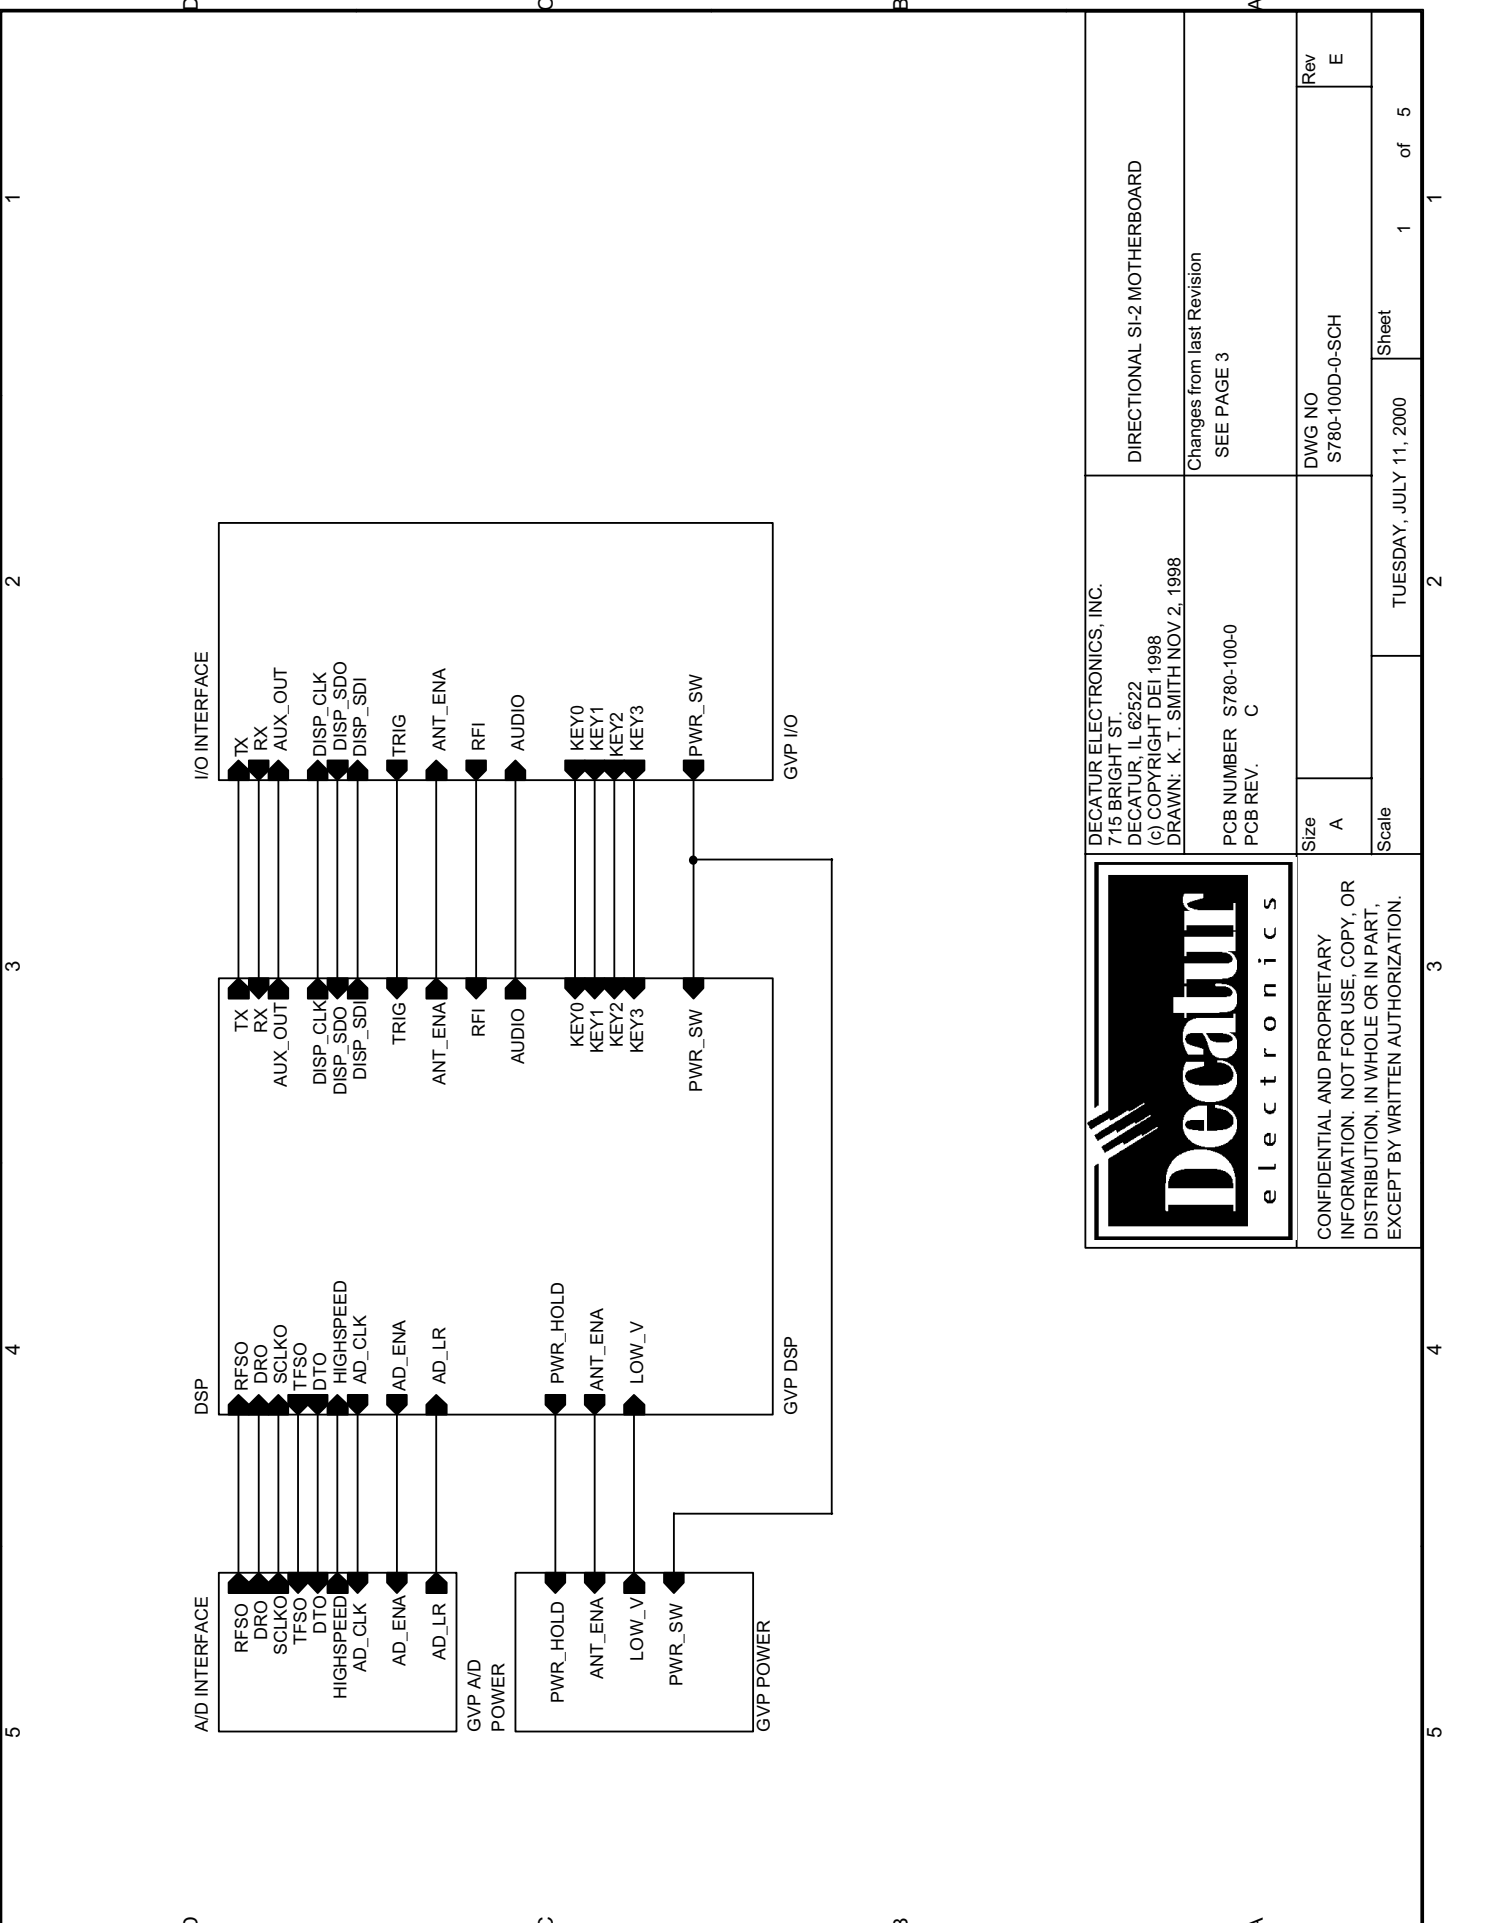 5
4
3
2
1
D
C
B
A
A/D INTERFACE
RFSO
DRO
SCLKO
TFSO
DTO
HIGHSPEED
AD_CLK
AD_ENA
AD_LR
GVP A/D
POWER
PWR_HOLD
ANT_ENA
LOW_V
PWR_SW
GVP POWER
DSP
RFSO
DRO
SCLKO
TFSO
DTO
HIGHSPEED
AD_CLK
AD_ENA
AD_LR
PWR_HOLD
ANT_ENA
LOW_V
TX
RX
AUX_OUT
DISP_CLK
DISP_SDO
DISP_SDI
TRIG
ANT_ENA
RFI
AUDIO
KEY0
KEY1
KEY2
KEY3
PWR_SW
GVP DSP
I/O INTERFACE
TX
RX
AUX_OUT
DISP_CLK
DISP_SDO
DISP_SDI
TRIG
ANT_ENA
RFI
AUDIO
KEY0
KEY1
KEY2
KEY3
PWR_SW
GVP I/O
Decatur
electronics
CONFIDENTIAL AND PROPRIETARY
INFORMATION. NOT FOR USE, COPY, OR
DISTRIBUTION, IN WHOLE OR IN PART,
EXCEPT BY WRITTEN AUTHORIZATION.
DECATUR ELECTRONICS, INC.
715 BRIGHT ST.
DECATUR, IL 62522
(c) COPYRIGHT DEI 1998
DRAWN: K. T. SMITH NOV 2, 1998
PCB NUMBER S780-100-0
PCB REV. C
DIRECTIONAL SI-2 MOTHERBOARD
Changes from last Revision
SEE PAGE 3
Size
A
DWG NO
S780-100D-0-SCH
Rev
E
Scale
TUESDAY, JULY 11, 2000
Sheet
1 of 5
5
4
3
2
1